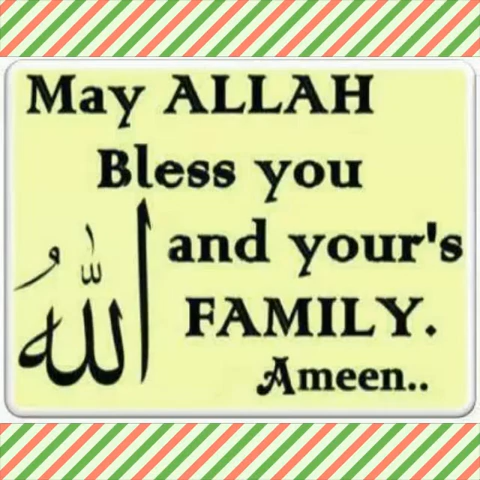 May ALLAH
Bless you
and your's
الله
FAMILY.
Ameen..